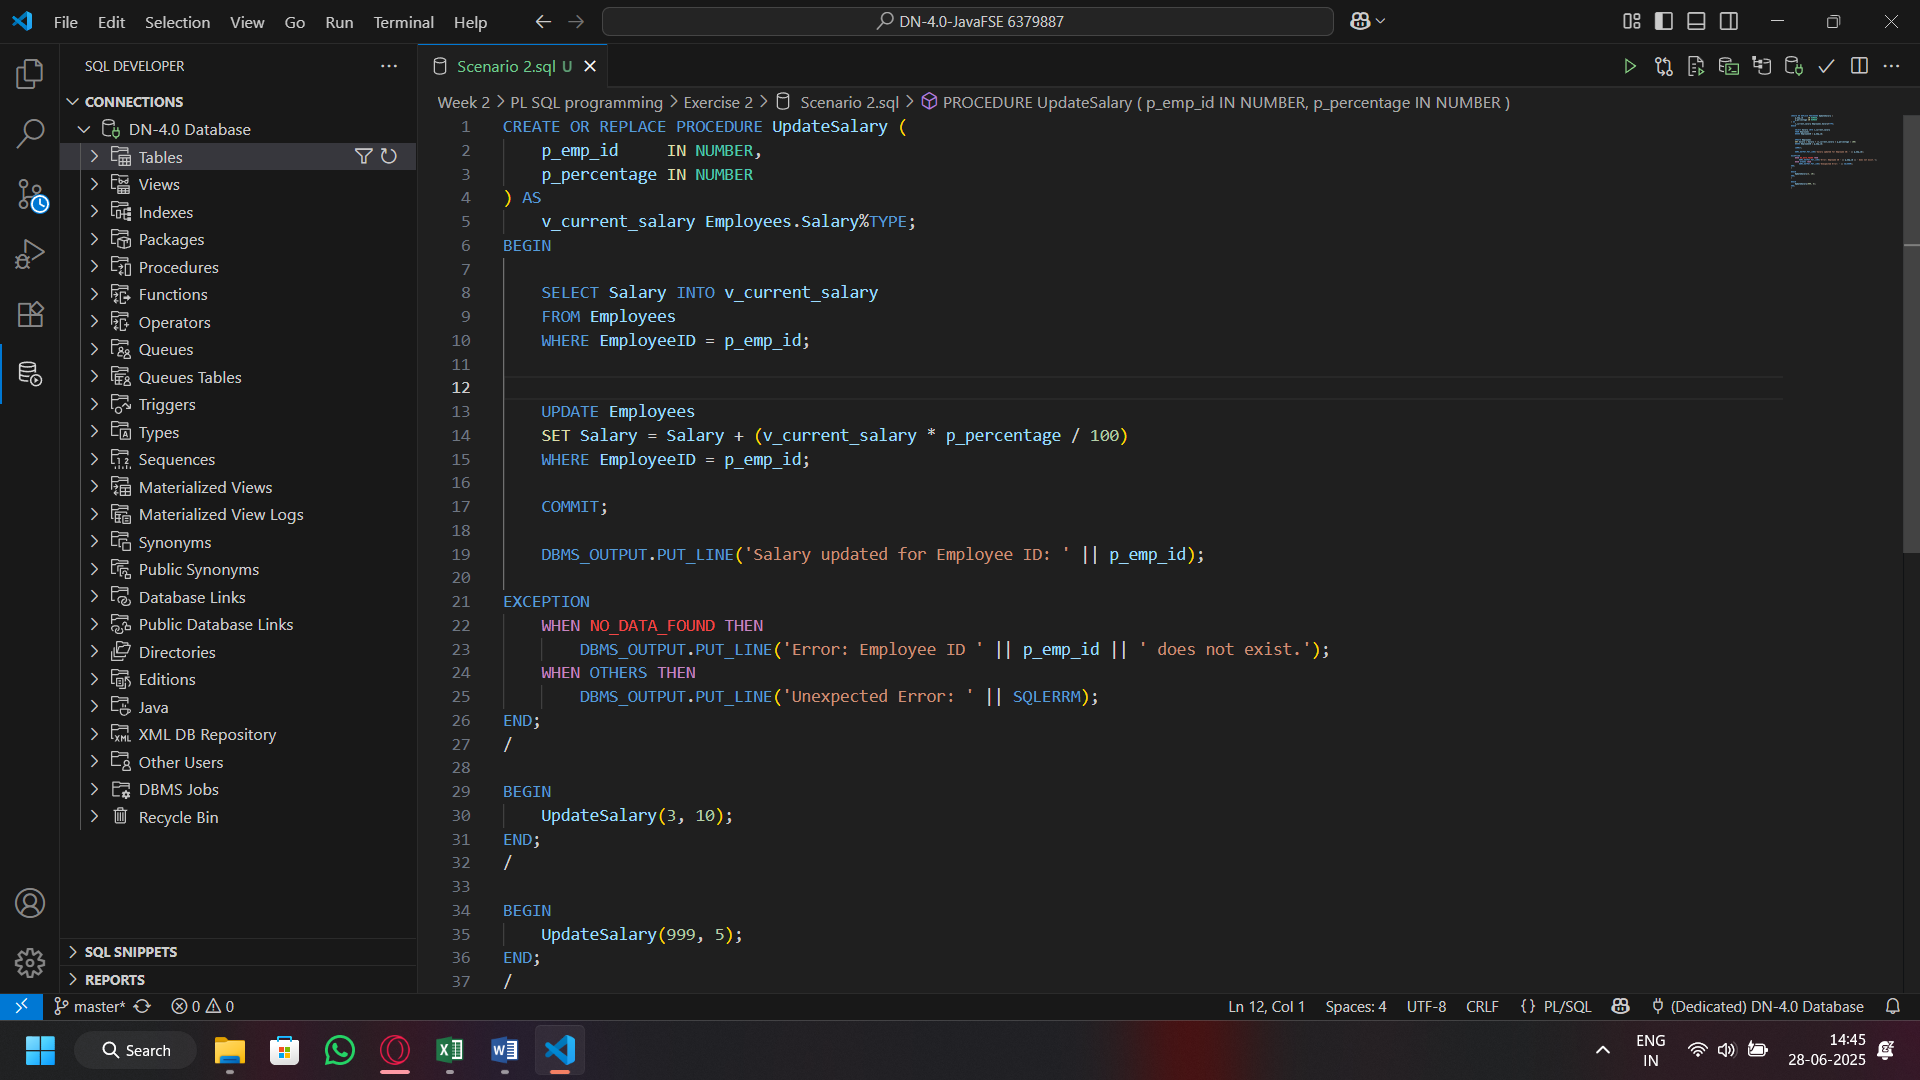 File Edit Selection View Go Run Terminal Help
DN-4.0-JavaFSE 6379887
SQL DEVELOPER
CONNECTIONS
DN-4.0 Database
Tables
Views
Indexes
Packages
Procedures
Functions
Operators
Queues
Queues Tables
Triggers
Types
Sequences
Materialized Views
Materialized View Logs
Synonyms
Public Synonyms
Database Links
Public Database Links
Directories
Editions
Java
XML DB Repository
Other Users
DBMS Jobs
Recycle Bin
SQL SNIPPETS
REPORTS
Scenario 2.sql U
Week 2 > PL SQL programming > Exercise 2 > Scenario 2.sql > PROCEDURE UpdateSalary ( p_emp_id IN NUMBER, p_percentage IN NUMBER )
1 CREATE OR REPLACE PROCEDURE UpdateSalary (
2 p_emp_id IN NUMBER,
3 p_percentage IN NUMBER
4 ) AS
5 v_current_salary Employees.Salary%TYPE;
6 BEGIN
7
8 SELECT Salary INTO v_current_salary
9 FROM Employees
10 WHERE EmployeeID = p_emp_id;
11
12
13 UPDATE Employees
14 SET Salary = Salary + (v_current_salary * p_percentage / 100)
15 WHERE EmployeeID = p_emp_id;
16
17 COMMIT;
18
19 DBMS_OUTPUT.PUT_LINE('Salary updated for Employee ID: ' || p_emp_id);
20
21 EXCEPTION
22 WHEN NO_DATA_FOUND THEN
23 DBMS_OUTPUT.PUT_LINE('Error: Employee ID ' || p_emp_id || ' does not exist.');
24 WHEN OTHERS THEN
25 DBMS_OUTPUT.PUT_LINE('Unexpected Error: ' || SQLERRM);
26 END;
27 /
28
29 BEGIN
30 UpdateSalary(3, 10);
31 END;
32 /
33
34 BEGIN
35 UpdateSalary(999, 5);
36 END;
37 /
master* 0 0
Ln 12, Col 1 Spaces: 4 UTF-8 CRLF {} PL/SQL (Dedicated) DN-4.0 Database
Search
ENG
IN
14:45
28-06-2025